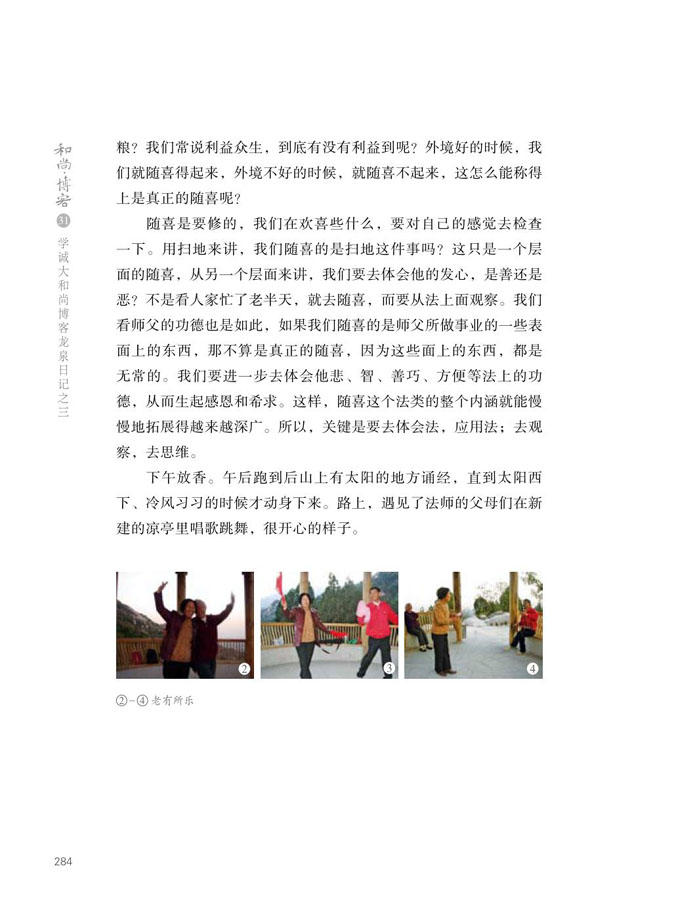 和尚·博客
31
学诚大和尚博客龙泉日记之三
粮？我们常说利益众生，到底有没有利益到呢？外境好的时候，我
们就随喜得起来，外境不好的时候，就随喜不起来，这怎么能称得
上是真正的随喜呢？
随喜是要修的，我们在欢喜些什么，要对自己的感觉去检查
一下。用扫地来讲，我们随喜的是扫地这件事吗？这只是一个层
面的随喜，从另一个层面来讲，我们要去体会他的发心，是善还是
恶？不是看人家忙了老半天，就去随喜，而要从法上面观察。我们
看师父的功德也是如此，如果我们随喜的是师父所做事业的一些表
面上的东西，那不算是真正的随喜，因为这些面上的东西，都是
无常的。我们要进一步去体会他悲、智、善巧、方便等法上的功
德，从而生起感恩和希求。这样，随喜这个法类的整个内涵就能慢
慢地拓展得越来越深广。所以，关键是要去体会法，应用法；去观
察，去思维。
下午放香。午后跑到后山上有太阳的地方诵经，直到太阳西
下、冷风习习的时候才动身下来。路上，遇见了法师的父母们在新
建的凉亭里唱歌跳舞，很开心的样子。
2
3
4
②-④ 老有所乐
284